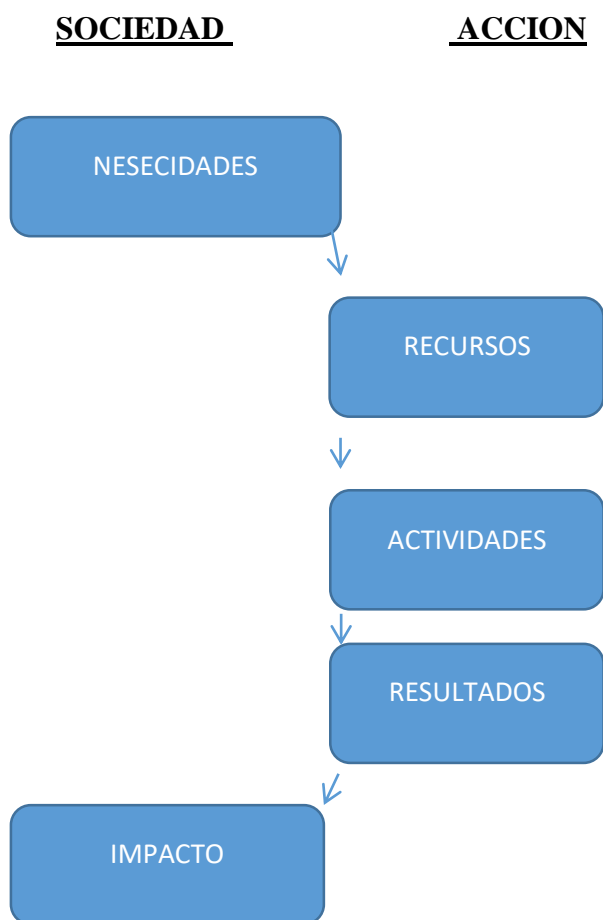 SOCIEDAD ACCION
NESECIDADES
RECURSOS
ACTIVIDADES
RESULTADOS
IMPACTO